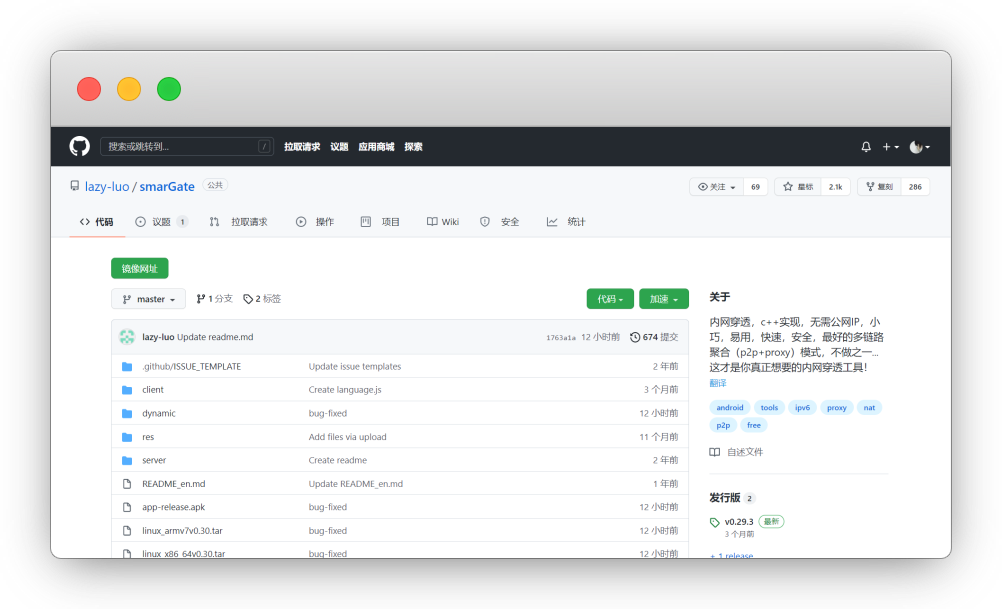 搜索或跳转到... / 拉取请求 议题 应用商城 探索
lazy-luo / smarGate 公共 关注 69 星标 2.1k 复刻 286
代码 议题 1 拉取请求 操作 项目 Wiki 安全 统计
镜像网址
master 1 分支 2 标签 代码 加速
lazy-luo Update readme.md 1763a1a 12 小时前 674 提交
.github/ISSUE_TEMPLATE Update issue templates 2 年前
client Create language.js 3 个月前
dynamic bug-fixed 12 小时前
res Add files via upload 11 个月前
server Create readme 2 年前
README_en.md Update README_en.md 1 年前
app-release.apk bug-fixed 12 小时前
linux_armv7v0.30.tar bug-fixed 12 小时前
linux_x86_64v0.30.tar bug-fixed 12 小时前
关于
内网穿透，c++实现，无需公网IP，小
巧，易用，快速，安全，最好的多链路
聚合（p2p+proxy）模式，不做之一...
这才是你真正想要的内网穿透工具！
翻译
android tools ipv6 proxy nat
p2p free
自述文件
发行版 2
v0.29.3 最新
3 个月前
+ 1 release